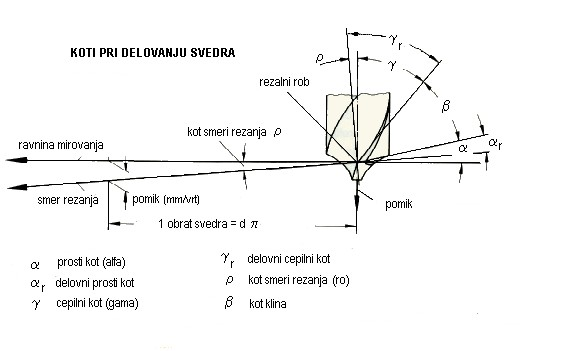 KOTI PRI DELOVANJU SVEDRA
γr
ρ
γ
rezalni rob
β
kot smeri rezanja ρ
ravnina mirovanja
α
αr
smer rezanja
pomik (mm/vrt)
pomik
1 obrat svedra = d π
α prosti kot (alfa)
αr delovni prosti kot
γ cepilni kot (gama)
γr delovni cepilni kot
ρ kot smeri rezanja (ro)
β kot klina